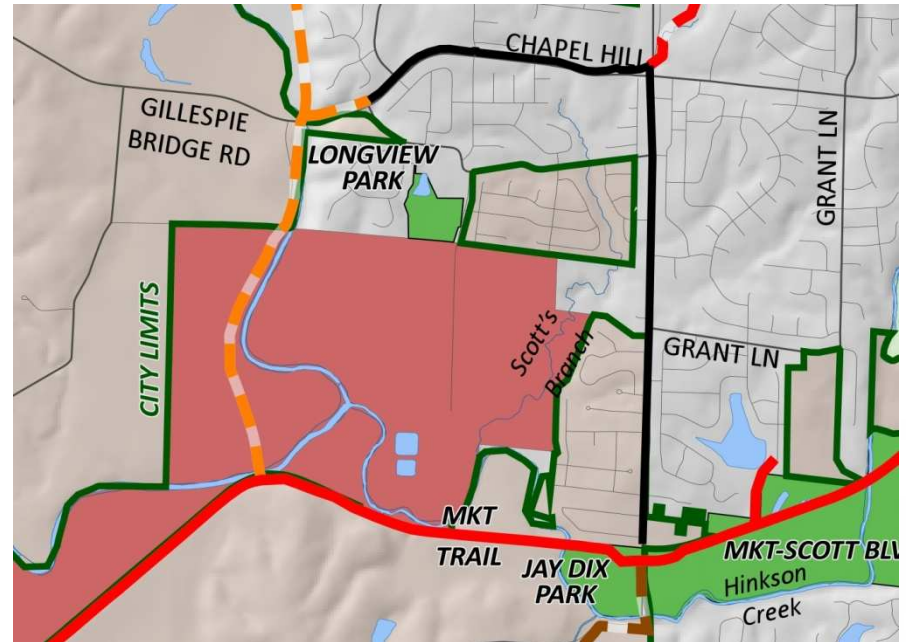 CHAPEL HILL
GILLESPIE
BRIDGE RD
LONGVIEW
PARK
GRANT LN
CITY LIMITS
Scott's
Branch
GRANT LN
MKT
TRAIL
JAY DIX
PARK
MKT-SCOTT BLV
Hinkson
Creek